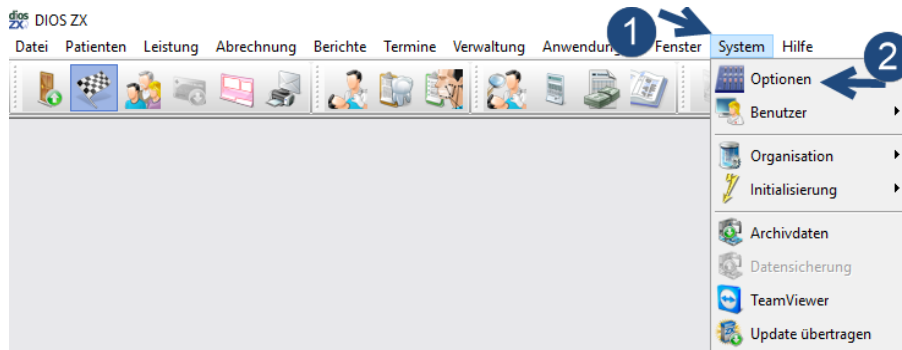 dios ZX DIOS ZX
Datei Patienten Leistung Abrechnung Berichte Termine Verwaltung Fenster System Hilfe
1
2
Optionen
Benutzer
Organisation
Initialisierung
Archivdaten
Datensicherung
TeamViewer
Update übertragen